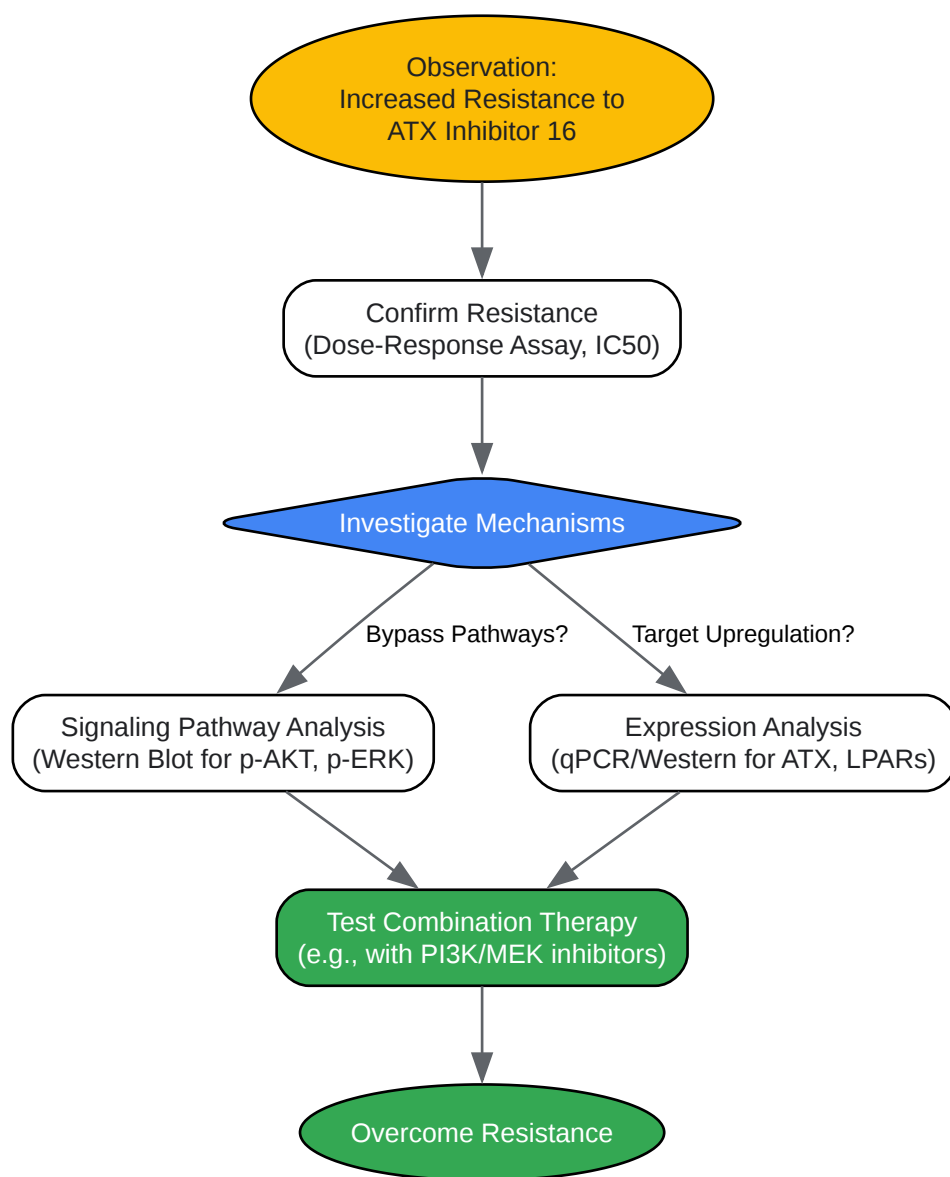 Observation:
Increased Resistance to
ATX Inhibitor 16
Confirm Resistance
(Dose-Response Assay, IC50)
Investigate Mechanisms
Bypass Pathways?
Target Upregulation?
Signaling Pathway Analysis
(Western Blot for p-AKT, p-ERK)
Expression Analysis
(qPCR/Western for ATX, LPARs)
Test Combination Therapy
(e.g., with PI3K/MEK inhibitors)
Overcome Resistance